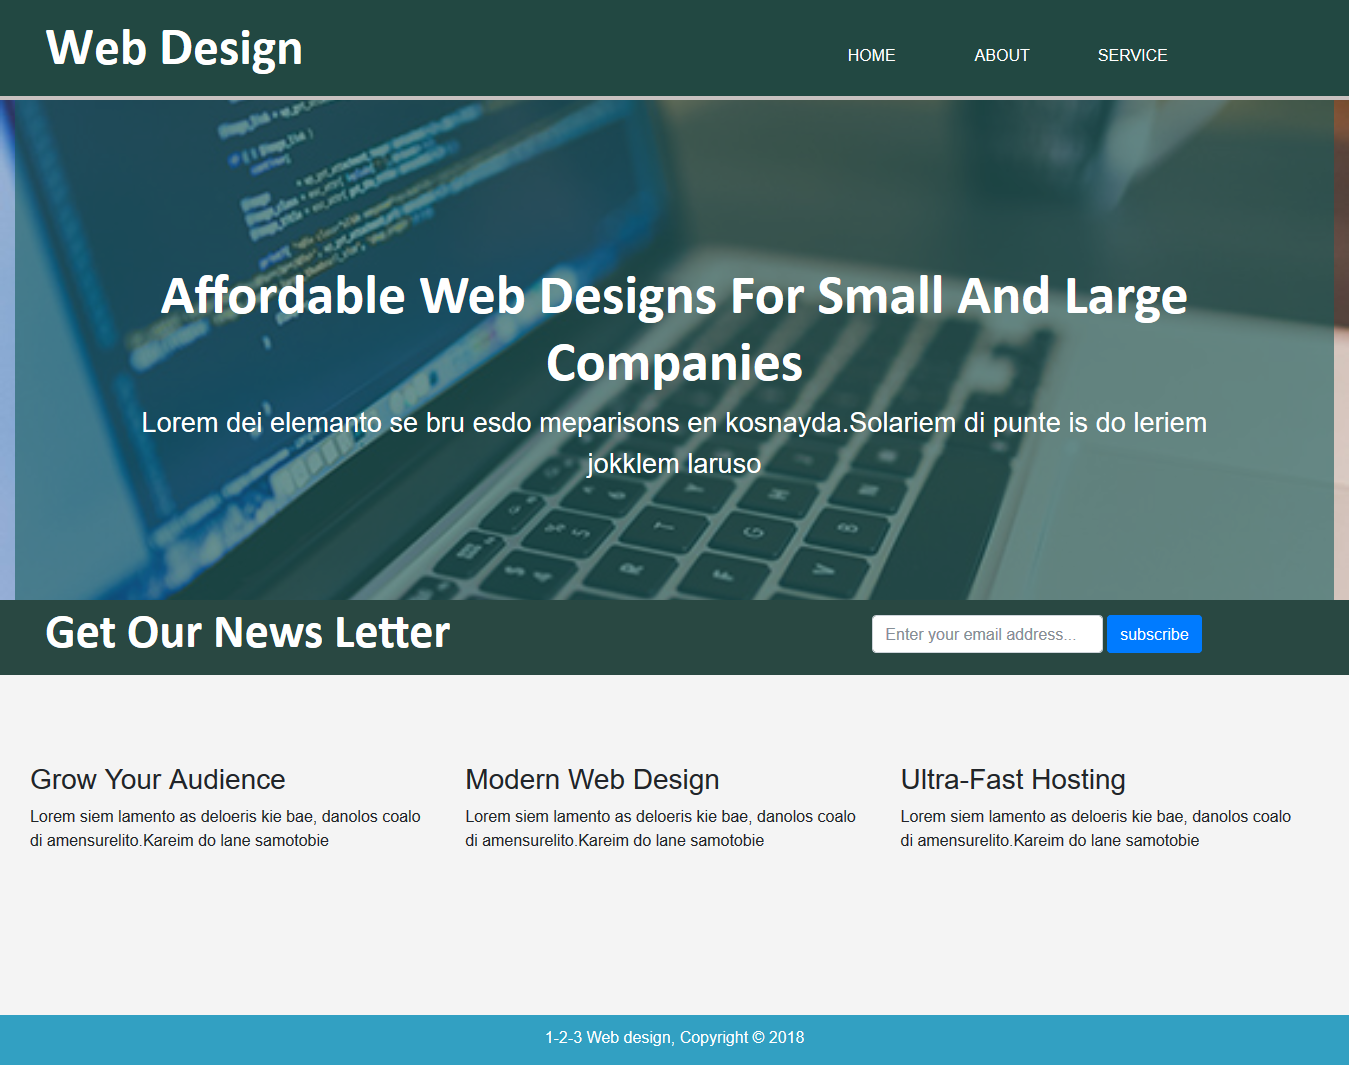 Web Design
HOME ABOUT SERVICE
Affordable Web Designs For Small And Large
Companies
Lorem dei elemanto se bru esdo meparisons en kosnayda.Solariem di punte is do leriem
jokklem laruso
Get Our News Letter
Enter your email address... subscribe
Grow Your Audience
Lorem siem lamento as deloeris kie bae, danolos coalo
di amensurelito.Kareim do lane samotobie
Modern Web Design
Lorem siem lamento as deloeris kie bae, danolos coalo
di amensurelito.Kareim do lane samotobie
Ultra-Fast Hosting
Lorem siem lamento as deloeris kie bae, danolos coalo
di amensurelito.Kareim do lane samotobie
1-2-3 Web design, Copyright © 2018